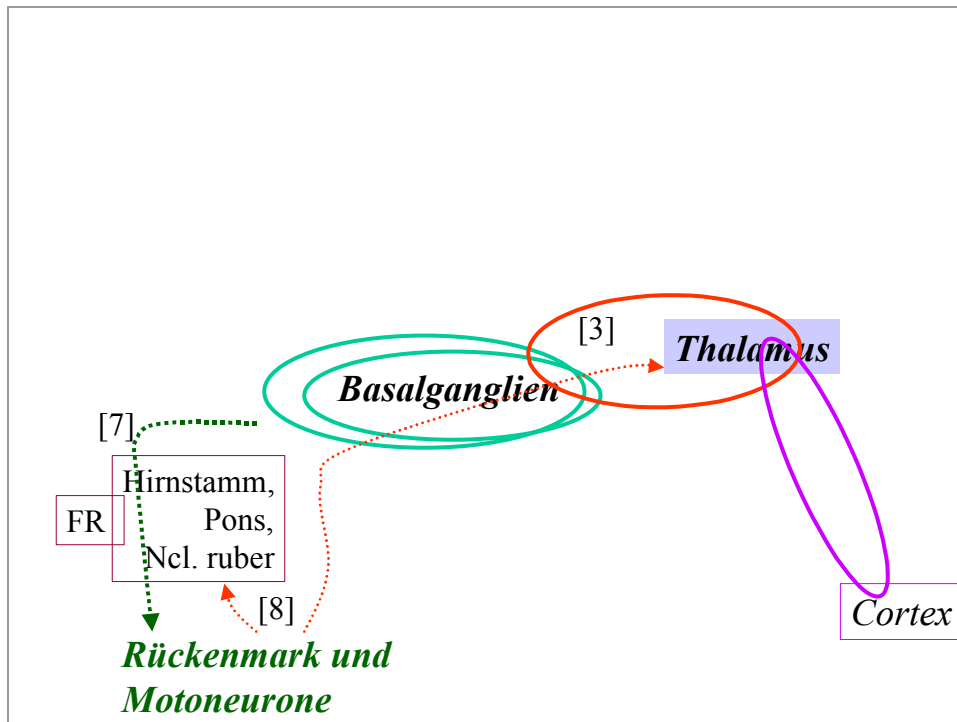 [3]
Thalamus
Basalganglien
[7]
Hirnstamm,
FR
Pons,
Ncl. ruber
[8]
Cortex
Rückenmark und
Motoneurone